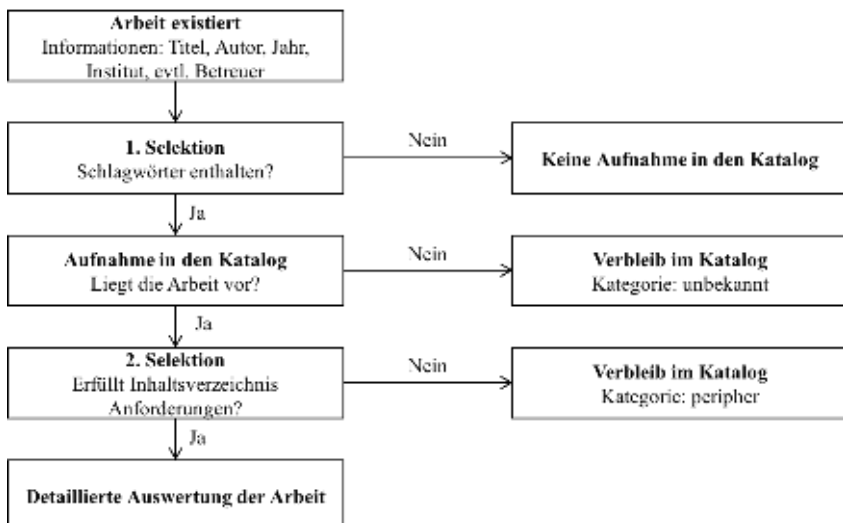 Arbeit existiert
Informationen: Titel, Autor, Jahr,
Institut, evtl. Betreuer
1. Selektion
Schlagwörter enthalten?
Nein
Keine Aufnahme in den Katalog
Ja
Aufnahme in den Katalog
Liegt die Arbeit vor?
Nein
Verbleib im Katalog
Kategorie: unbekannt
Ja
2. Selektion
Erfüllt Inhaltsverzeichnis
Anforderungen?
Nein
Verbleib im Katalog
Kategorie: peripher
Ja
Detaillierte Auswertung der Arbeit